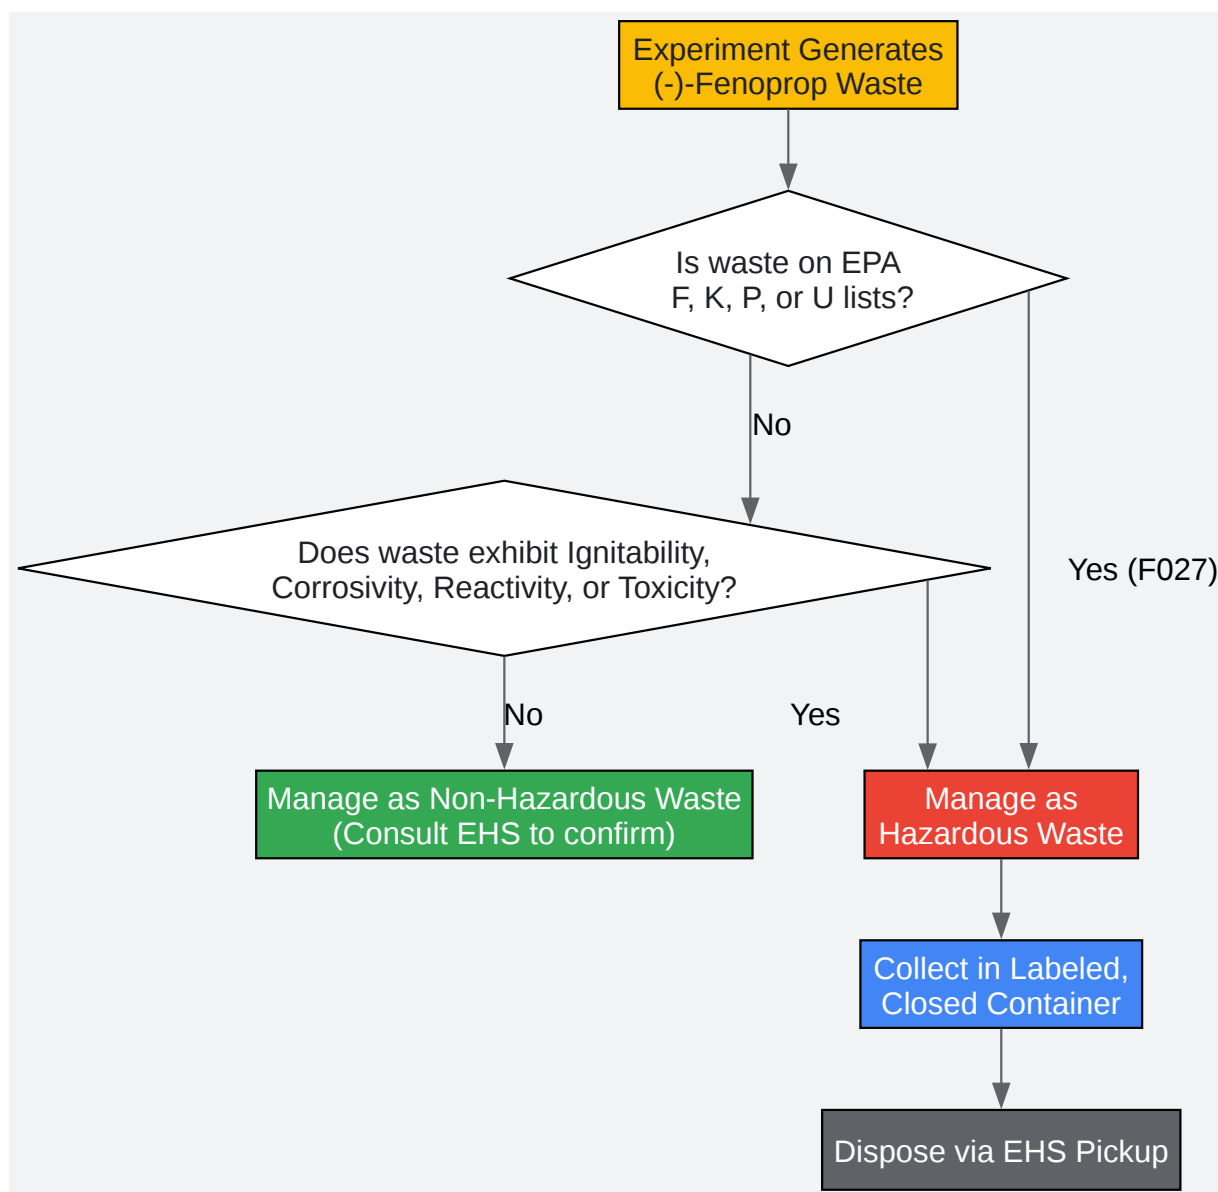 Experiment Generates
(-)-Fenoprop Waste
Is waste on EPA
F, K, P, or U lists?
No
Does waste exhibit Ignitability,
Corrosivity, Reactivity, or Toxicity?
Yes (F027)
No
Yes
Manage as Non-Hazardous Waste
(Consult EHS to confirm)
Manage as
Hazardous Waste
Collect in Labeled,
Closed Container
Dispose via EHS Pickup